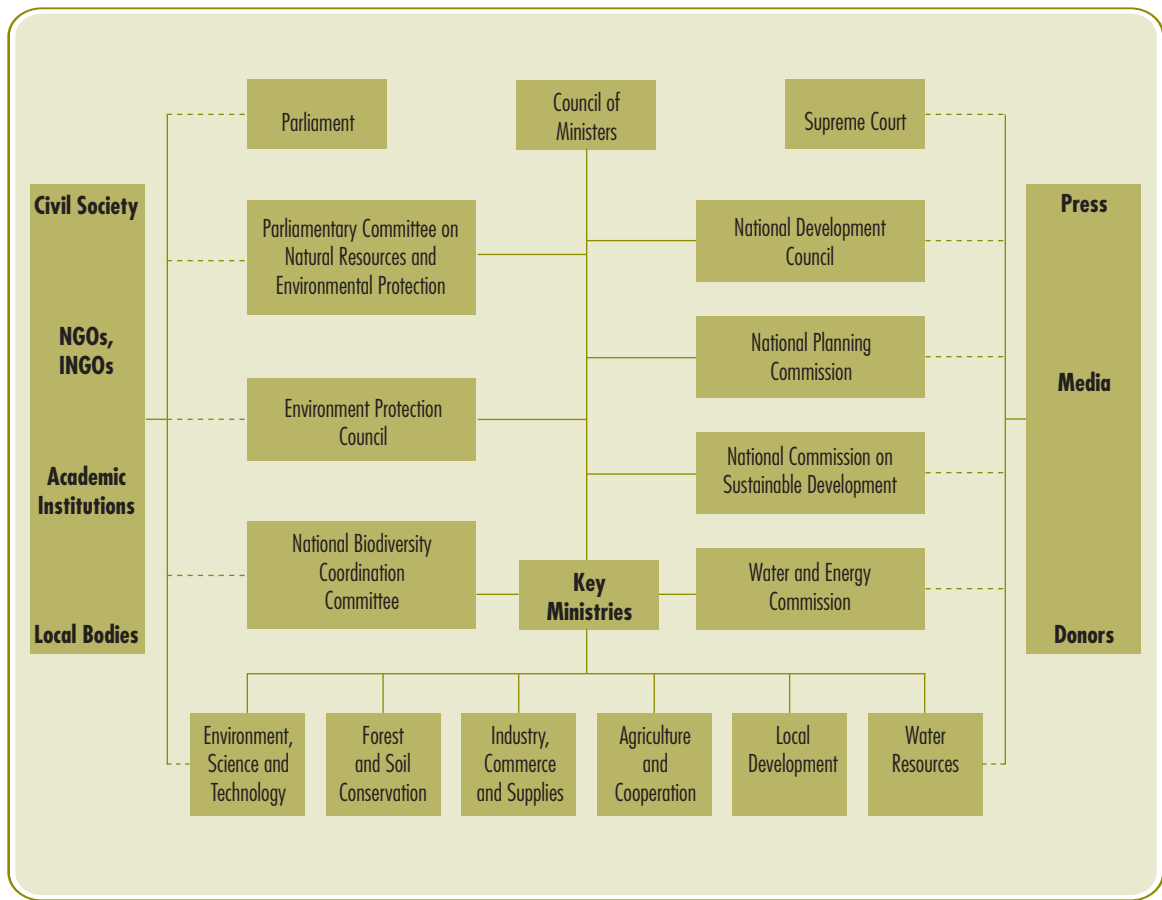 Parliament
Council of
Ministers
Supreme Court
Civil Society
NGOs,
INGOs
Academic
Institutions
Local Bodies
Parliamentary Committee on
Natural Resources and
Environmental Protection
Environment Protection
Council
National Biodiversity
Coordination
Committee
National Development
Council
National Planning
Commission
National Commission on
Sustainable Development
Water and Energy
Commission
Key
Ministries
Press
Media
Donors
Environment,
Science and
Technology
Forest
and Soil
Conservation
Industry,
Commerce
and Supplies
Agriculture
and
Cooperation
Local
Development
Water
Resources